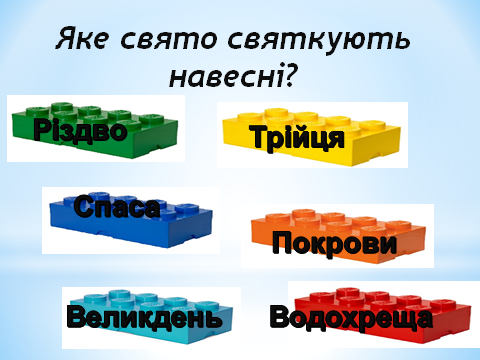 Яке свято святкують
навесні?
Різдво
Трійця
Спаса
Покрови
Великдень
Водохреща